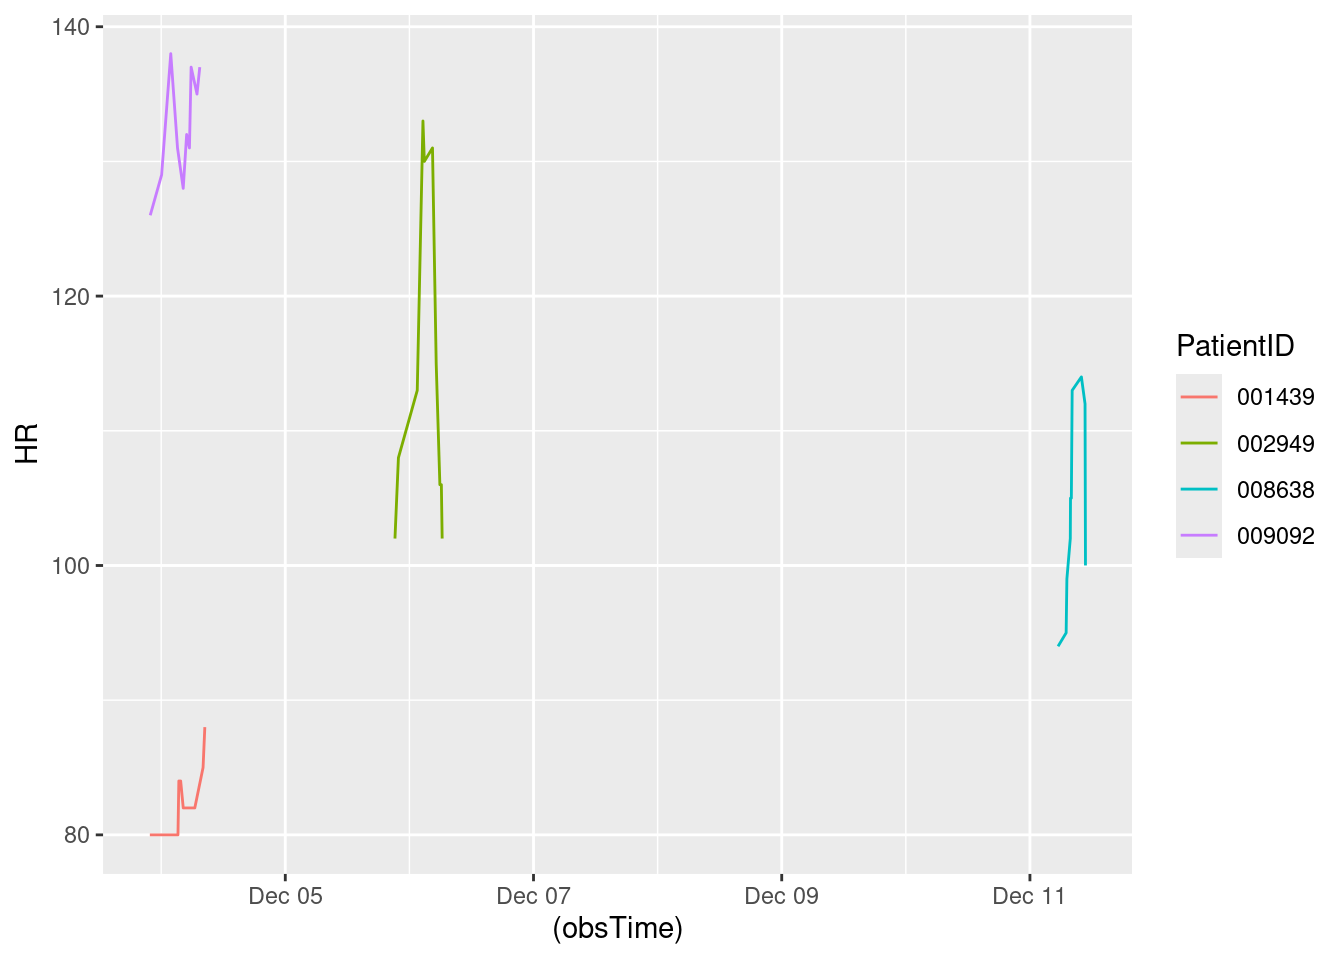 140
120
100
80
HR
Dec 05
Dec 07
Dec 09
Dec 11
(obsTime)
PatientID
001439
002949
008638
009092